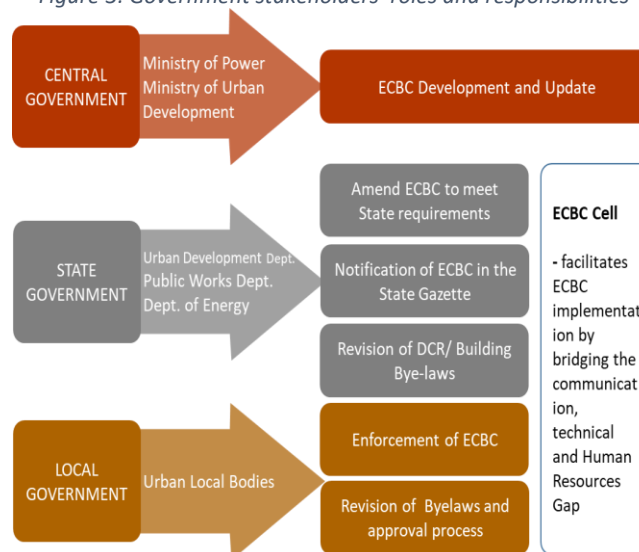 Figure 3: Government stakeholders' roles and responsibilities
CENTRAL
GOVERNMENT
Ministry of Power
Ministry of Urban
Development
ECBC Development and Update
STATE
GOVERNMENT
Urban Development Dept.
Public Works Dept.
Dept. of Energy
Amend ECBC to meet
State requirements
Notification of ECBC in the
State Gazette
Revision of DCR/ Building
Bye-laws
LOCAL
GOVERNMENT
Urban Local Bodies
Enforcement of ECBC
Revision of Byelaws and
approval process
ECBC Cell
- facilitates
ECBC
implementat
ion by
bridging the
communicat
ion,
technical
and Human
Resources
Gap